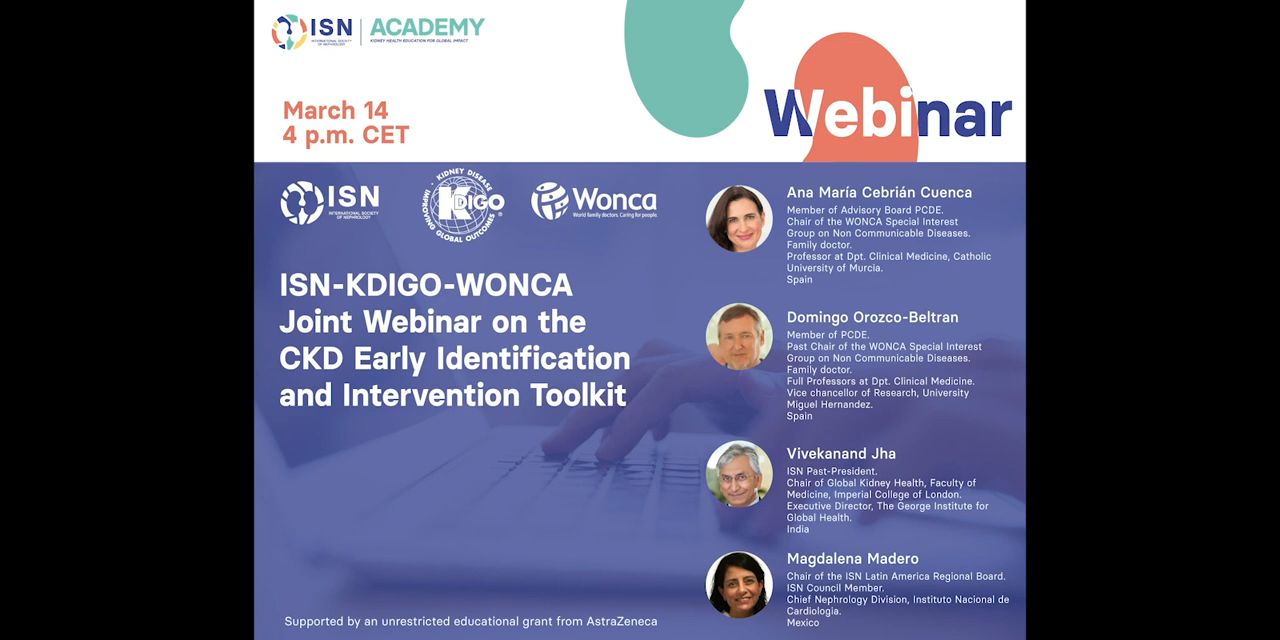 ISN
INTERNATIONAL SOCIETY
OF NEPHROLOGY
ACADEMY
KIDNEY HEALTH EDUCATION FOR GLOBAL IMPACT
March 14
4 p.m. CET
Webinar
ISN
INTERNATIONAL SOCIETY
OF NEPHROLOGY
KIDNEY DISEASE
KDIGO
IMPROVING GLOBAL OUTCOMES
Wonca
World family doctors. Caring for people.
ISN-KDIGO-WONCA
Joint Webinar on the
CKD Early Identification
and Intervention Toolkit
Supported by an unrestricted educational grant from AstraZeneca
Ana María Cebrián Cuenca
Member of Advisory Board PCDE.
Chair of the WONCA Special Interest
Group on Non Communicable Diseases.
Family doctor.
Professor at Dpt. Clinical Medicine, Catholic
University of Murcia.
Spain
Domingo Orozco-Beltran
Member of PCDE.
Past Chair of the WONCA Special Interest
Group on Non Communicable Diseases.
Family doctor.
Full Professors at Dpt. Clinical Medicine.
Vice chancellor of Research, University
Miguel Hernandez.
Spain
Vivekanand Jha
ISN Past-President.
Chair of Global Kidney Health, Faculty of
Medicine, Imperial College of London.
Executive Director, The George Institute for
Global Health.
India
Magdalena Madero
Chair of the ISN Latin America Regional Board.
ISN Council Member.
Chief Nephrology Division, Instituto Nacional de
Cardiologia.
Mexico